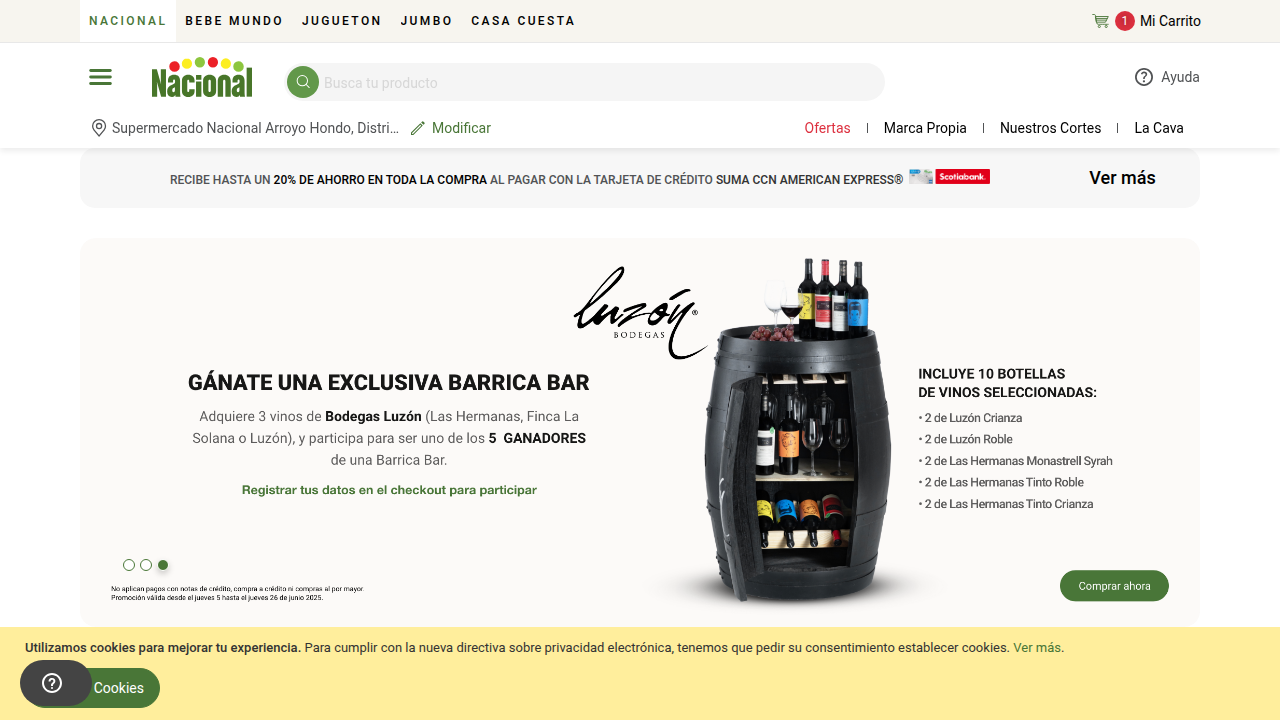 NACIONAL BEBE MUNDO JUGUETON JUMBO CASA CUESTA 1 Mi Carrito
Nacional Busca tu producto Ayuda
Supermercado Nacional Arroyo Hondo, Distri... Modificar Ofertas Marca Propia Nuestros Cortes La Cava
RECIBE HASTA UN 20% DE AHORRO EN TODA LA COMPRA AL PAGAR CON LA TARJETA DE CRÉDITO SUMA CCN AMERICAN EXPRESS® Scotiabank. Ver más
luzón®
BODEGAS
GÁNATE UNA EXCLUSIVA BARRICA BAR
Adquiere 3 vinos de Bodegas Luzón (Las Hermanas, Finca La
Solana o Luzón), y participa para ser uno de los 5 GANADORES
de una Barrica Bar.
Registrar tus datos en el checkout para participar
INCLUYE 10 BOTELLAS
DE VINOS SELECCIONADAS:
• 2 de Luzón Crianza
• 2 de Luzón Roble
• 2 de Las Hermanas Monastrell Syrah
• 2 de Las Hermanas Tinto Roble
• 2 de Las Hermanas Tinto Crianza
No aplican pagos con notas de crédito, compra a crédito ni compras al por mayor.
Promoción válida desde el jueves 5 hasta el jueves 26 de junio 2025.
Comprar ahora
Utilizamos cookies para mejorar tu experiencia. Para cumplir con la nueva directiva sobre privacidad electrónica, tenemos que pedir su consentimiento establecer cookies. Ver más.
Cookies